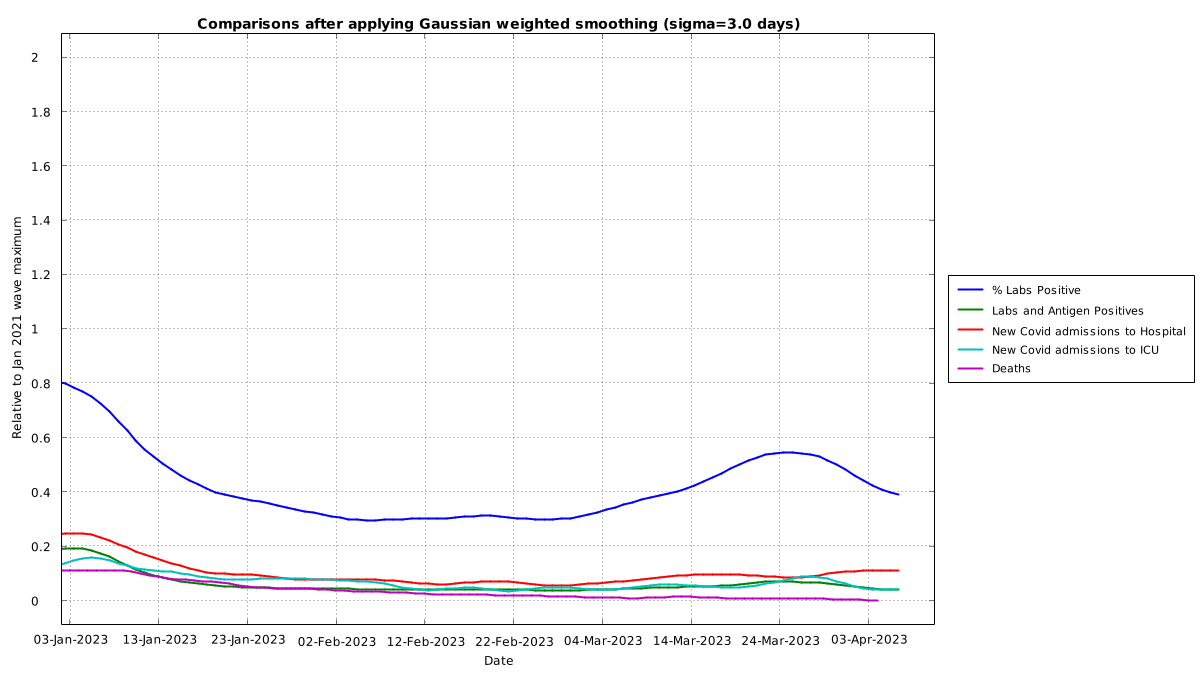 Comparisons after applying Gaussian weighted smoothing (sigma=3.0 days)
Relative to Jan 2021 wave maximum
2
1.8
1.6
1.4
1.2
1
0.8
0.6
0.4
0.2
0
03-Jan-2023 13-Jan-2023 23-Jan-2023 02-Feb-2023 12-Feb-2023 22-Feb-2023 04-Mar-2023 14-Mar-2023 24-Mar-2023 03-Apr-2023
Date
% Labs Positive
Labs and Antigen Positives
New Covid admissions to Hospital
New Covid admissions to ICU
Deaths